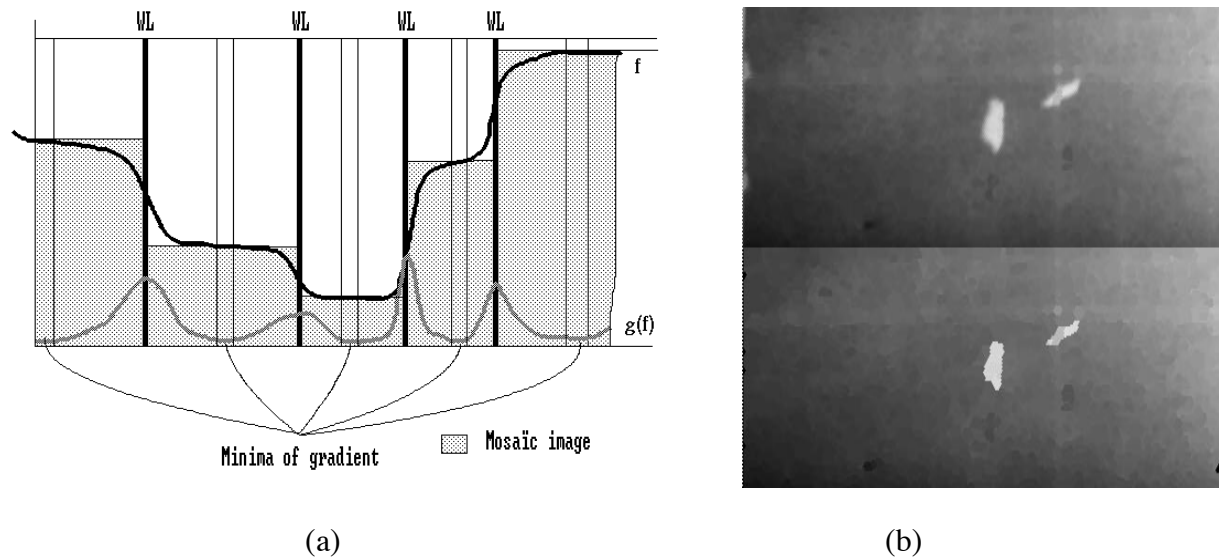 WL WL WL WL
f
g(f)
Minima of gradient
Mosaïc image
(a)
(b)